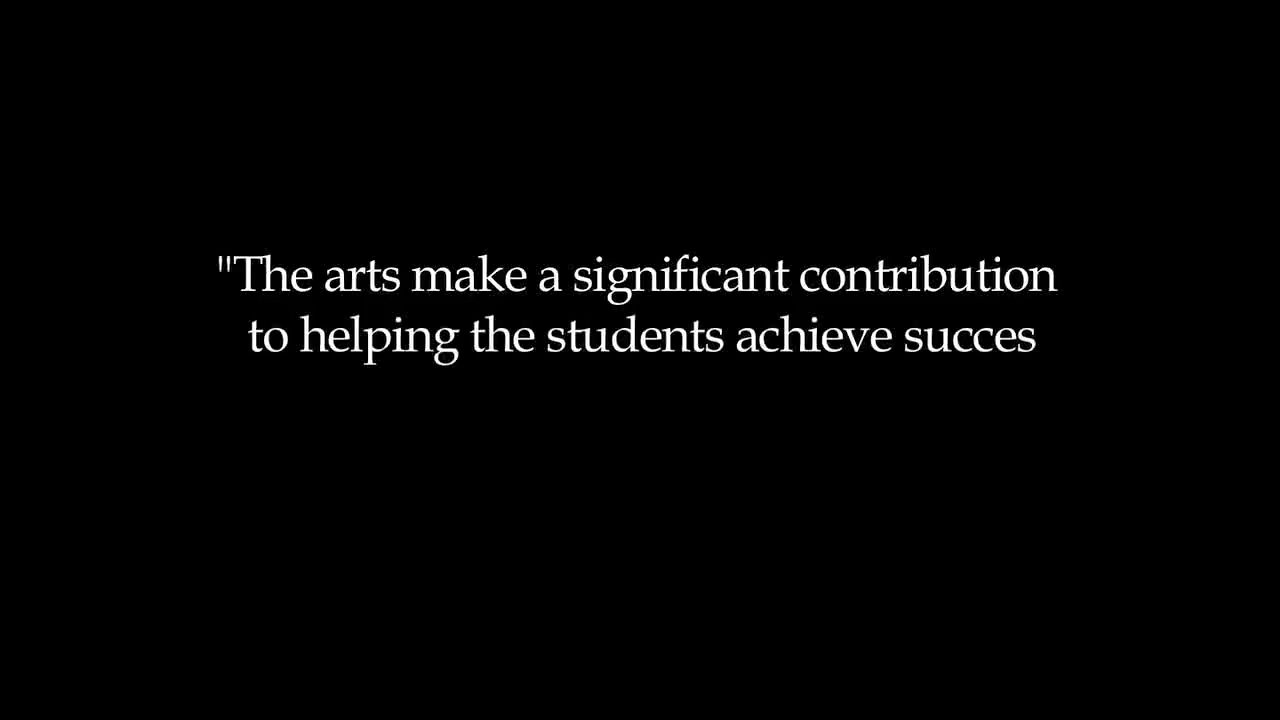 "The arts make a significant contribution
to helping the students achieve succes